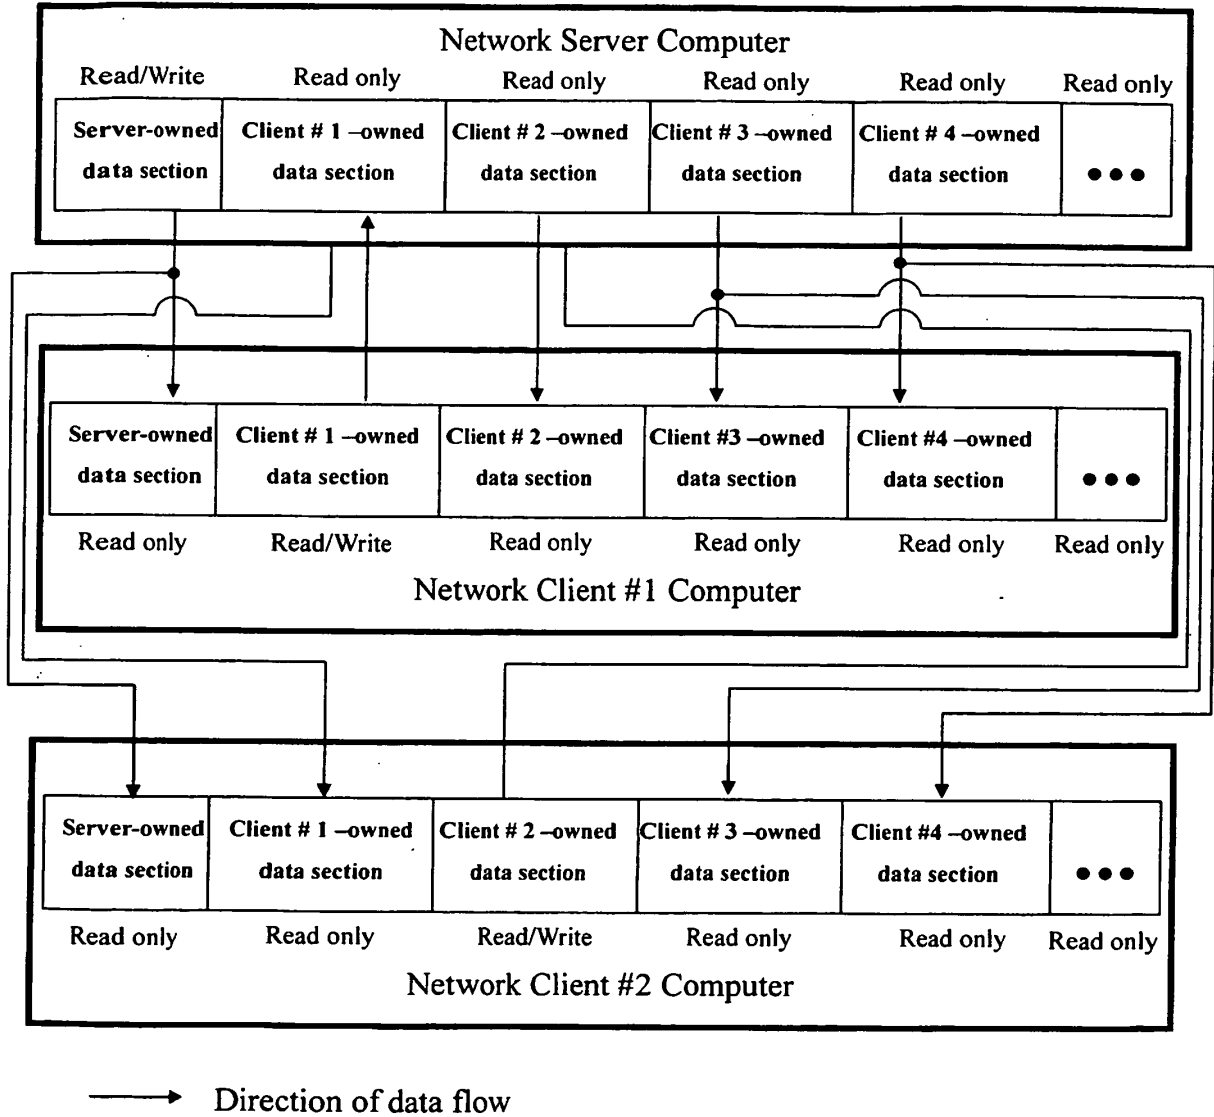 Network Server Computer
Read/Write Read only Read only Read only Read only Read only
Server-owned Client # 1 –owned Client # 2 –owned Client # 3 –owned Client # 4 –owned
data section data section data section data section data section •••
Server-owned Client # 1 –owned Client # 2 –owned Client #3 –owned Client #4 –owned
data section data section data section data section data section •••
Read only Read/Write Read only Read only Read only Read only
Network Client #1 Computer
Server-owned Client # 1 –owned Client # 2 –owned Client # 3 –owned Client #4 –owned
data section data section data section data section data section •••
Read only Read only Read/Write Read only Read only Read only
Network Client #2 Computer
Direction of data flow